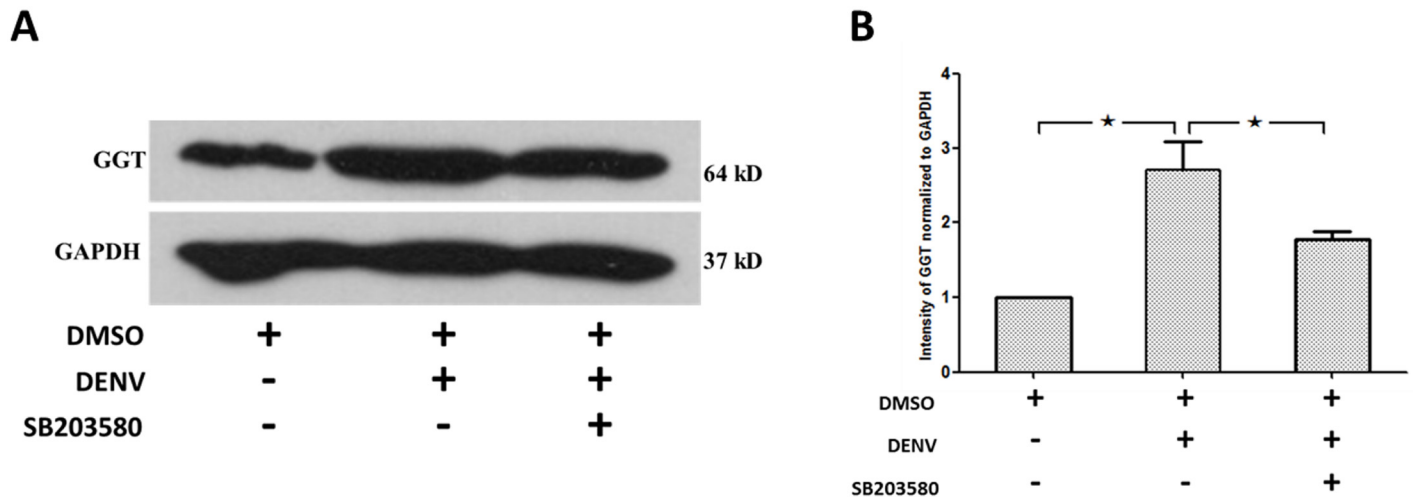 A
GGT
64 kD
GAPDH
37 kD
DMSO + + +
DENV - + +
SB203580 - - +
B
Intensity of GGT normalized to GAPDH
4
3
2
1
0
★ ★
DMSO + + +
DENV - + +
SB203580 - - +